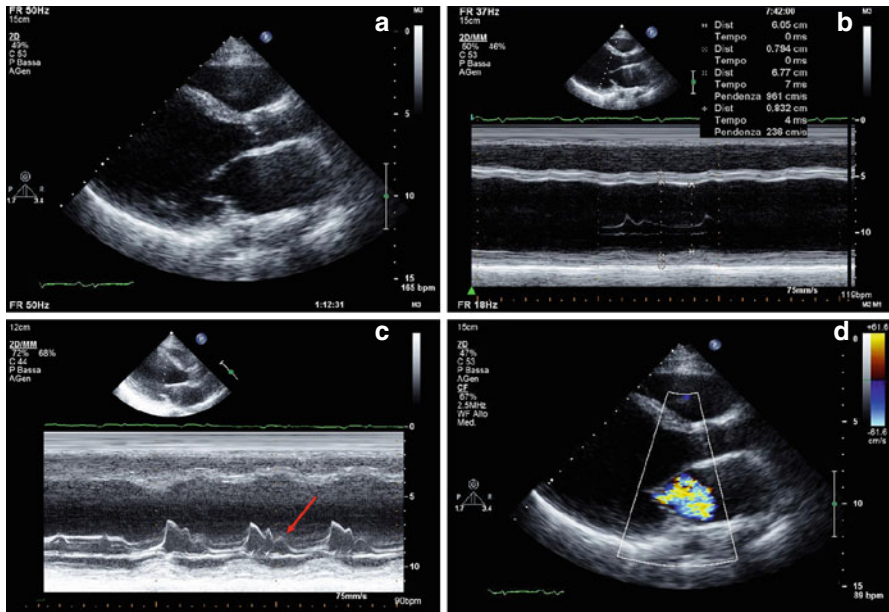 FR 50Hz
15cm
2D
49%
C 53
P Bassa
AGen
M3
a
0
5
10
15
P R
1.7 3.4
165 bpm
FR 50Hz
1:12:31
M3
FR 37Hz
15cm
2D/MM
50% 46%
C 53
P Bassa
AGen
7:42:00
M3
b
Dist 6.05 cm
Tempo 0 ms
Dist 0.794 cm
Tempo 0 ms
Dist 6.77 cm
Tempo 7 ms
Pendenza 961 cm/s
Dist 0.832 cm
Tempo 4 ms
Pendenza 236 cm/s
0
5
10
15
75mm/s
FR 18Hz
M2 M1
12cm
2D/MM
72% 68%
C 44
P Bassa
AGen
c
0
5
10
75mm/s
15cm
2D
47%
C 53
P Bassa
AGen
CF
67%
2.5MHz
WF Alto
Med.
M3
d
+61.6
-61.6
cm/s
0
5
10
15
P R
1.7 3.4
89 bpm